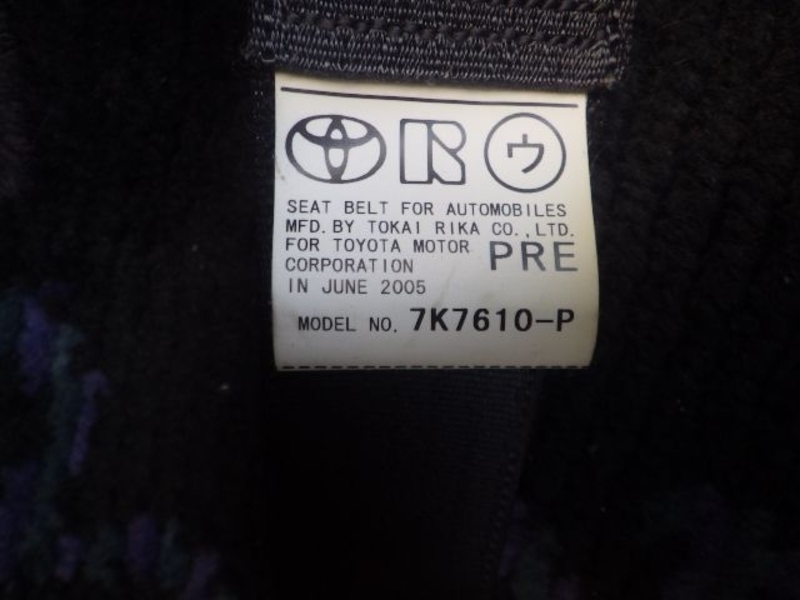 R ウ
SEAT BELT FOR AUTOMOBILES
MFD. BY TOKAI RIKA CO., LTD.
FOR TOYOTA MOTOR
CORPORATION
PRE
IN JUNE 2005
MODEL NO. 7K7610-P